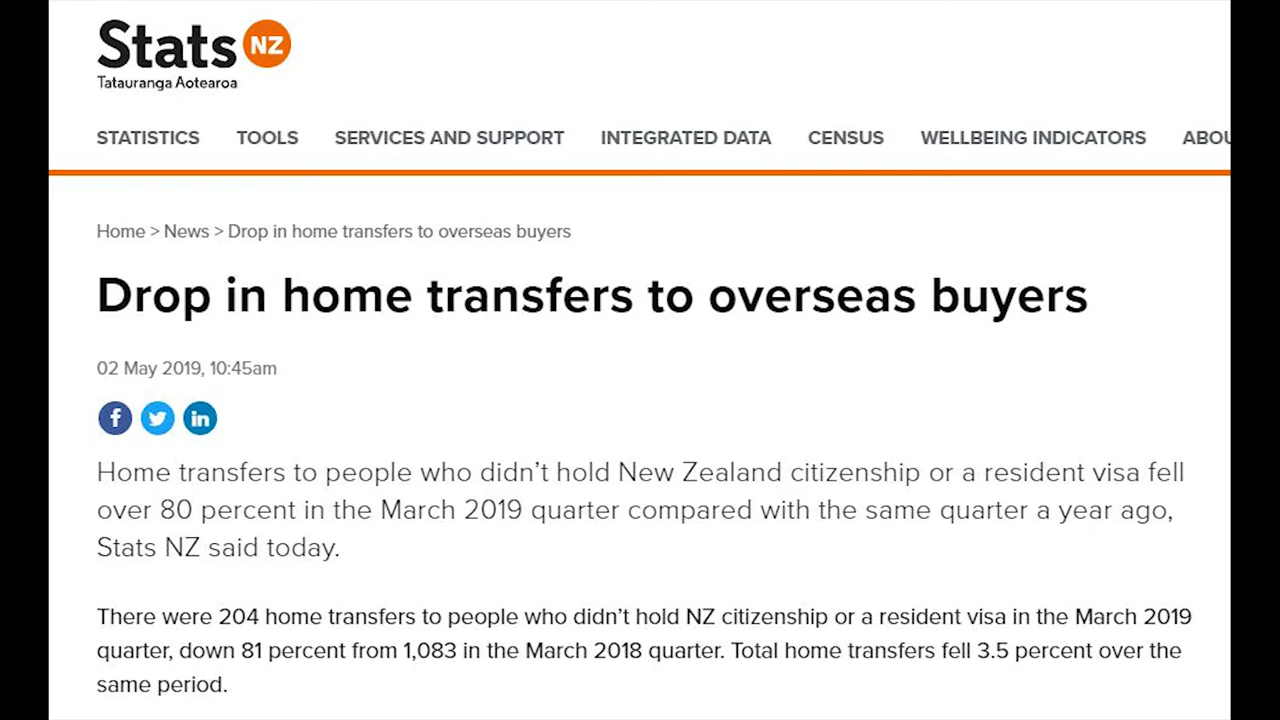 Stats NZ
Tatauranga Aotearoa
STATISTICS TOOLS SERVICES AND SUPPORT INTEGRATED DATA CENSUS WELLBEING INDICATORS ABOU
Home > News > Drop in home transfers to overseas buyers
Drop in home transfers to overseas buyers
02 May 2019, 10:45am
f in
Home transfers to people who didn't hold New Zealand citizenship or a resident visa fell
over 80 percent in the March 2019 quarter compared with the same quarter a year ago,
Stats NZ said today.
There were 204 home transfers to people who didn't hold NZ citizenship or a resident visa in the March 2019
quarter, down 81 percent from 1,083 in the March 2018 quarter. Total home transfers fell 3.5 percent over the
same period.